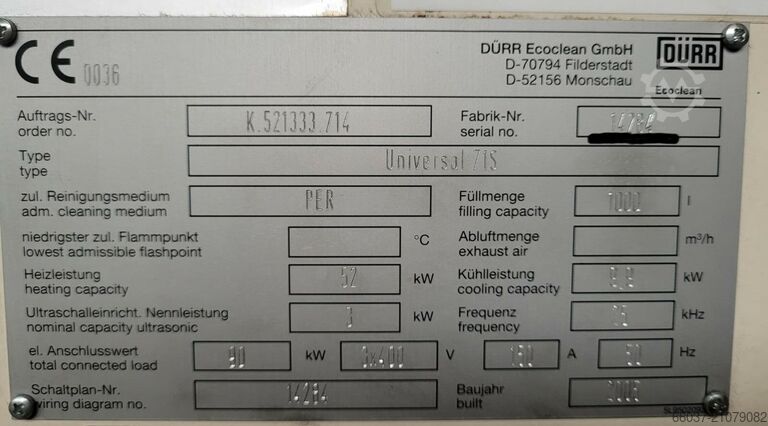 CE 0036
DÜRR Ecoclean GmbH
D-70794 Filderstadt
D-52156 Monschau
DÜRR
Ecoclean
Auftrags-Nr.
order no.
K.521333.714
Fabrik-Nr.
serial no.
Type
type
Universal 71S
zul. Reinigungsmedium
adm. cleaning medium
PER
Füllmenge
filling capacity
1000 l
niedrigster zul. Flammpunkt
lowest admissible flashpoint
°C
Abluftmenge
exhaust air
m³/h
Heizleistung
heating capacity
52 kW
Kühlleistung
cooling capacity
kW
Ultraschalleinricht. Nennleistung
nominal capacity ultrasonic
3 kW
Frequenz
frequency
kHz
el. Anschlusswert
total connected load
90 kW 3x400 V A Hz
Schaltplan-Nr.
wiring diagram no.
14284
Baujahr
built
66037-21079082